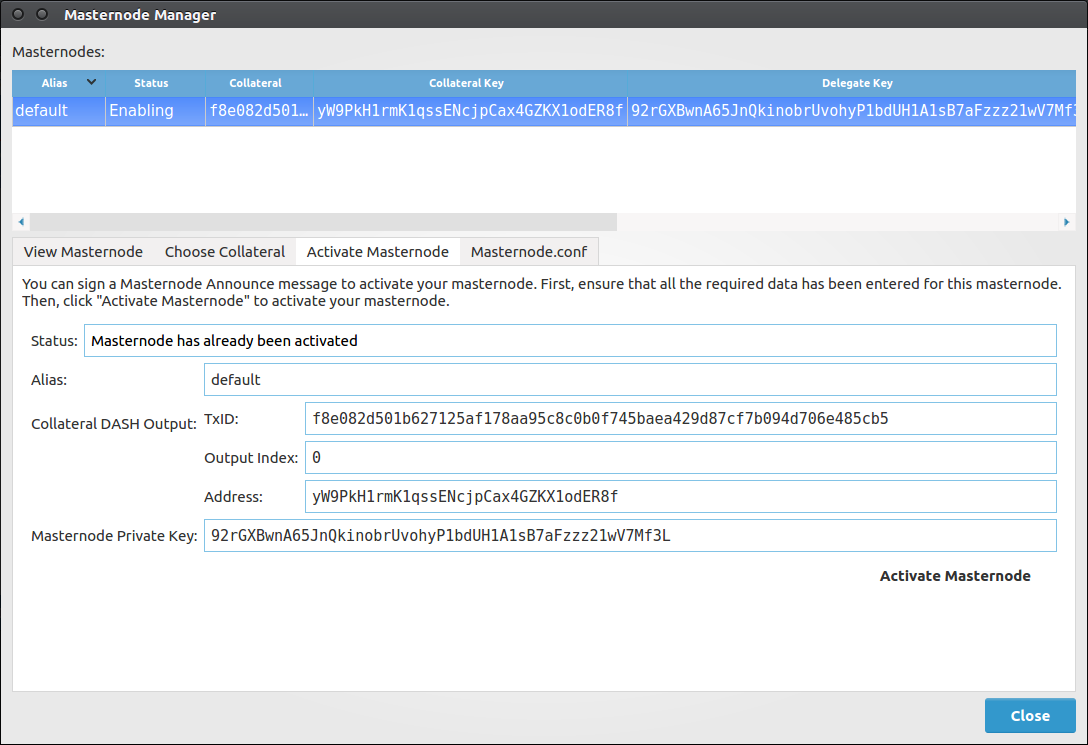 Masternode Manager
Masternodes:
Alias Status Collateral Collateral Key Delegate Key
default Enabling f8e082d501... yW9PkH1rmK1qssENcjpCax4GZKX1odER8f 92rGXBwnA65JnQkinobrUvohyP1bdUH1A1sB7aFzzz21wV7Mf3
View Masternode Choose Collateral Activate Masternode Masternode.conf
You can sign a Masternode Announce message to activate your masternode. First, ensure that all the required data has been entered for this masternode.
Then, click "Activate Masternode" to activate your masternode.
Status: Masternode has already been activated
Alias: default
Collateral DASH Output: TxID: f8e082d501b627125af178aa95c8c0b0f745baea429d87cf7b094d706e485cb5
Output Index: 0
Address: yW9PkH1rmK1qssENcjpCax4GZKX1odER8f
Masternode Private Key: 92rGXBwnA65JnQkinobrUvohyP1bdUH1A1sB7aFzzz21wV7Mf3L
Activate Masternode
Close